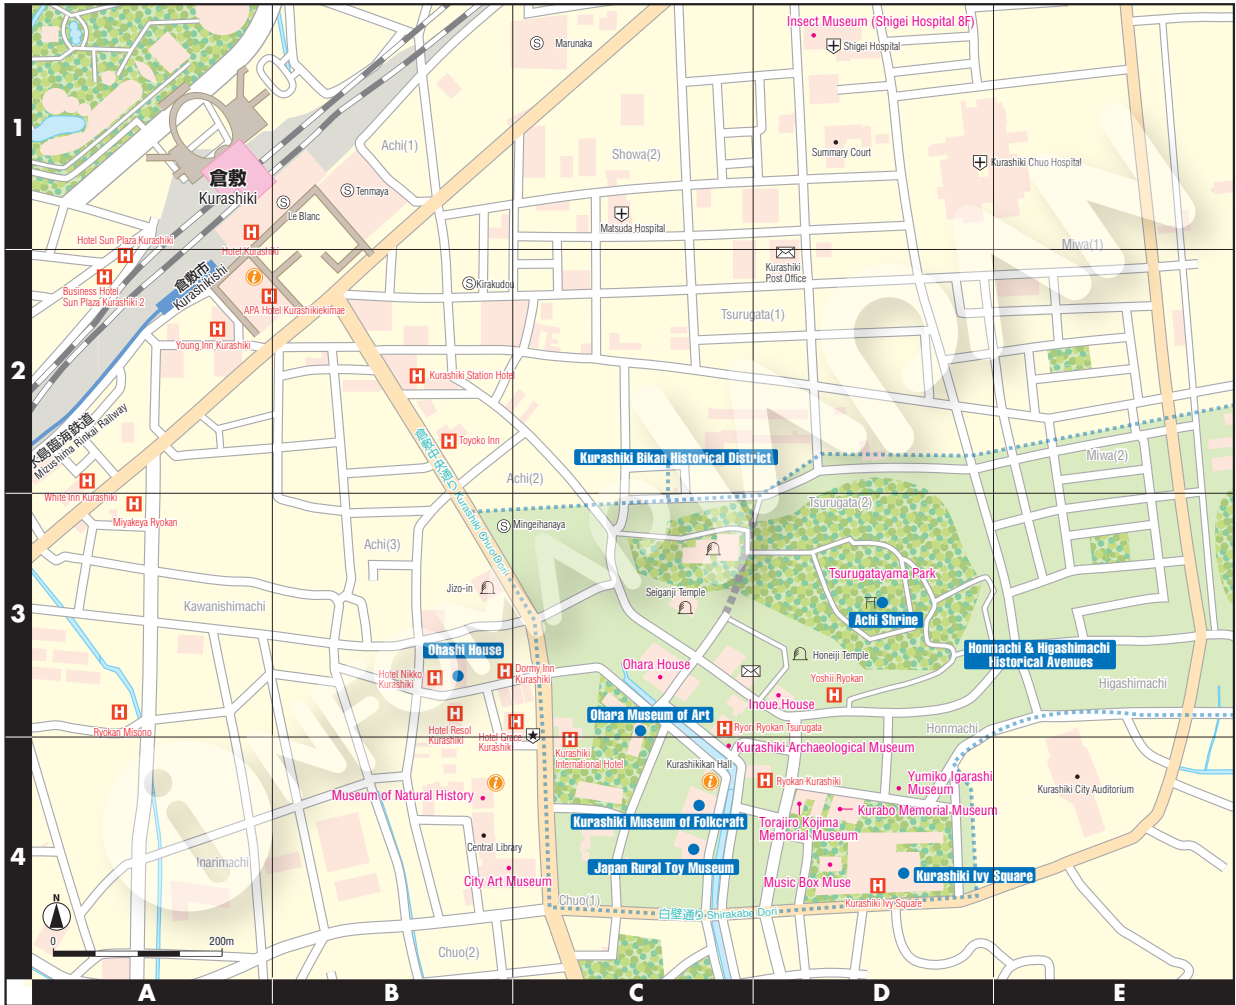 1
2
3
4
A
B
C
D
E
Insect Museum (Shigei Hospital 8F)
Shigei Hospital
S Marunaka
Achi(1)
Showa(2)
Summary Court
Kurashiki Chuo Hospital
倉敷
Kurashiki
S Tenmaya
S
Le Blanc
Matsuda Hospital
Miwa(1)
H
Hotel Sun Plaza Kurashiki
H
Hotel Kurashiki
H
Business Hotel
Sun Plaza Kurashiki 2
倉敷市
Kurashikishi
i
H
APA Hotel Kurashikiekimae
S Kirakudou
Kurashiki
Post Office
Tsurugata(1)
H
Young Inn Kurashiki
H Kurashiki Station Hotel
水島臨海鉄道
Mizushima Rinkai Railway
H Toyoko Inn
倉敷中央通り Kurashiki Chuo Dori
Achi(2)
Kurashiki Bikan Historical District
Miwa(2)
H
White Inn Kurashiki
H
Miyakeya Ryokan
Tsurugata(2)
S Mingeihanaya
Achi(3)
Jizo-in
Seiganji Temple
Tsurugatayama Park
Achi Shrine
Kawanishimachi
Ohashi House
Honeiji Temple
Honmachi & Higashimachi
Historical Avenues
Hotel Nikko
Kurashiki
H
H Dormy Inn
Kurashiki
Ohara House
Yoshii Ryokan
H
Inoue House
Higashimachi
H
Ryokan Misono
H
Hotel Resol
Kurashiki
H
Hotel Grace
Kurashiki
Ohara Museum of Art
H
Ryori Ryokan Tsurugata
Honmachi
H
Kurashiki
International Hotel
Kurashiki Archaeological Museum
Kurashikikan Hall
i
H Ryokan Kurashiki
Yumiko Igarashi
Museum
Kurashiki City Auditorium
i
Museum of Natural History
Kurashiki Museum of Folkcraft
Torajiro Kojima
Memorial Museum
Kurabo Memorial Museum
Central Library
City Art Museum
Japan Rural Toy Museum
Music Box Muse
Kurashiki Ivy Square
H
Kurashiki Ivy Square
Inarimachi
Chuo(1)
白壁通り Shirakabe Dori
Chuo(2)
N
0 200m
iNFOMAPJAPAN